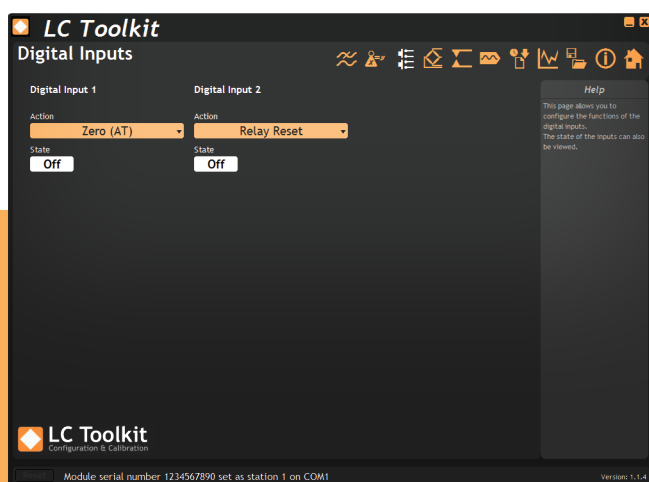 LC Toolkit
Digital Inputs
Digital Input 1
Digital Input 2
Action
Action
Zero (AT)
Relay Reset
State
State
Off
Off
Help
This page allows you to
configure the functions of the
digital inputs.
The state of the inputs can also
be viewed.
LC Toolkit
Configuration & Calibration
Reset
Module serial number 1234567890 set as station 1 on COM1
Version: 1.1.4